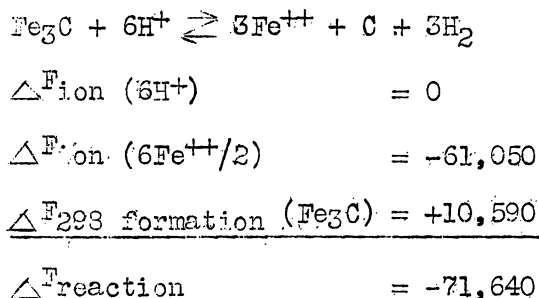 Fe₃C + 6H⁺ ⇄ 3Fe⁺⁺ + C + 3H₂
△Fion (6H⁺) = 0
△F·on (6Fe⁺⁺/2) = -61,050
△F298 formation (Fe₃C) = +10,590
△Freaction = -71,640